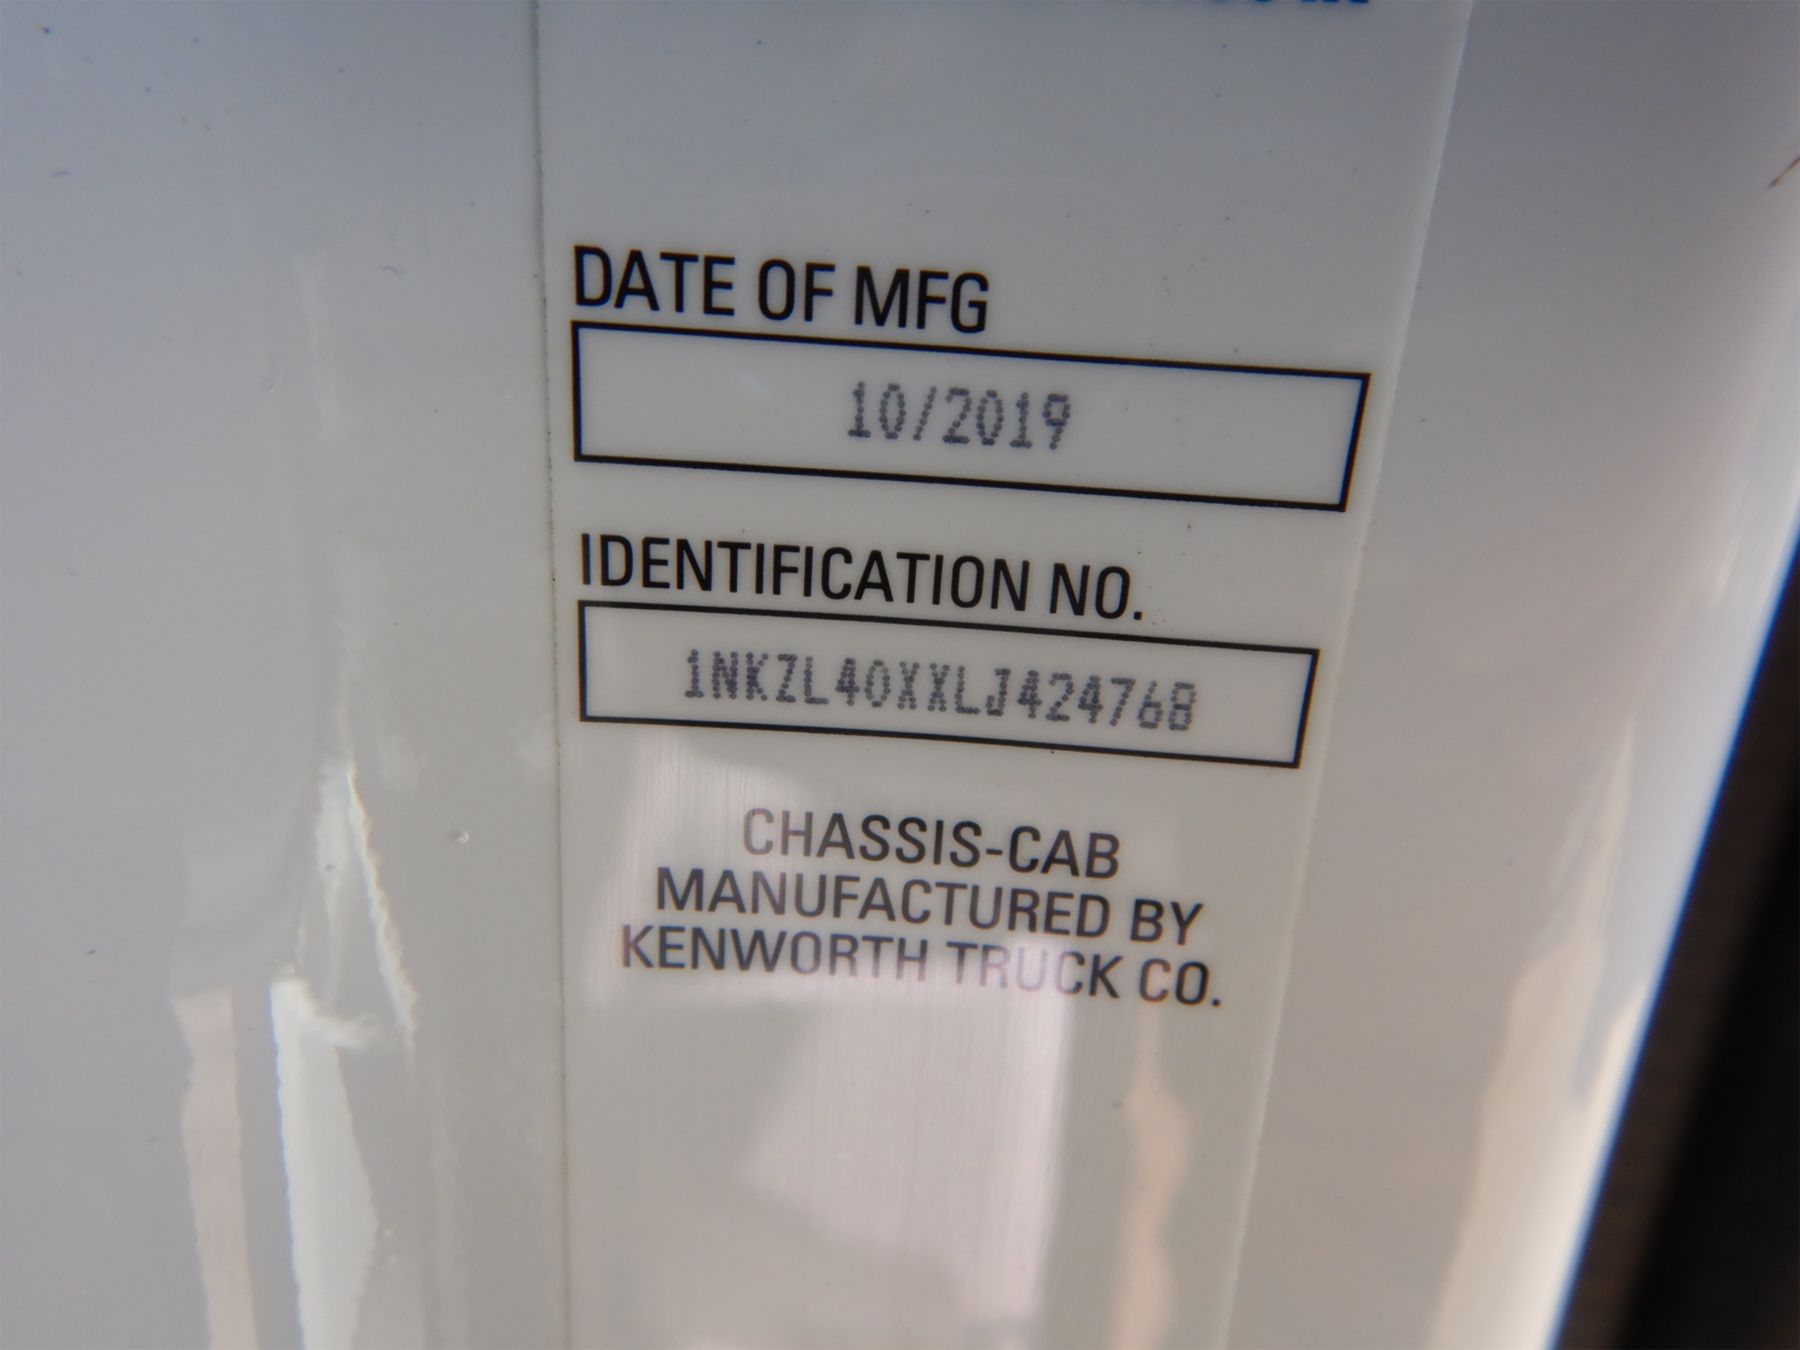 DATE OF MFG
10/2019
IDENTIFICATION NO.
1NKZL40XXLJ424768
CHASSIS-CAB
MANUFACTURED BY
KENWORTH TRUCK CO.